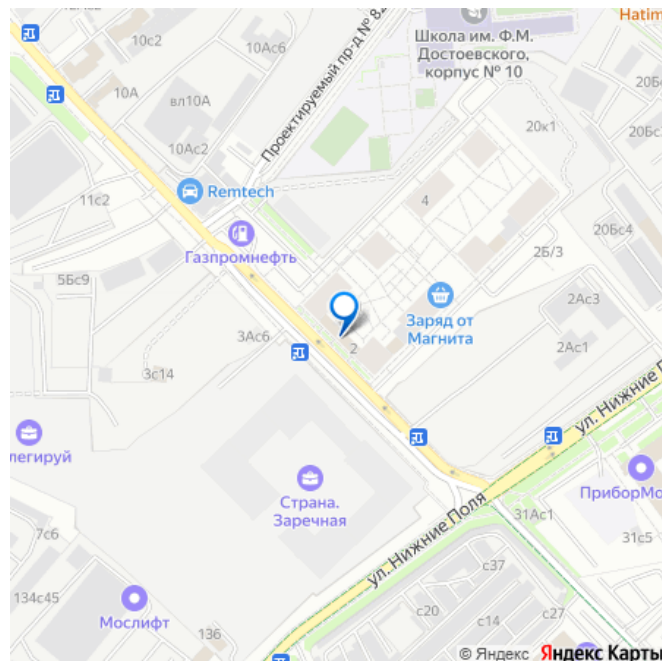 Hatim
10с2
10Ас6
Школа им. Ф.М.
Достоевского,
корпус № 10
Проектируемый пр-д № 82
10А
вл10А
20к1
10Ас2
20Бс
11с2
Remtech
4
20Бс4
Газпромнефть
2Б/3
5Бс9
2Ас3
Заряд от
Магнита
3Ас6
2
2Ас1
3с14
легируй
ул. Нижние П
Страна.
Заречная
ПриборМо
31Ас1
31с5
7с6
ул. Нижние Поля
с37
134с45
Мослифт
136
с20
с14
с27
© Яндекс Яндекс Карты